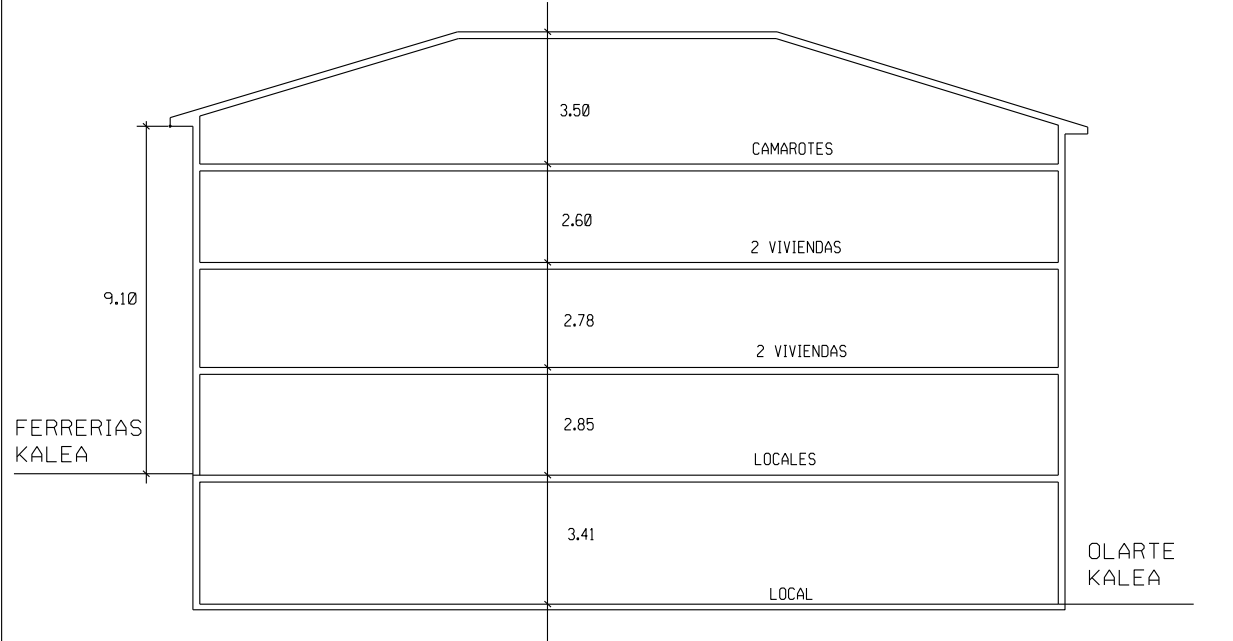 3.50
CAMAROTES
2.60
2 VIVIENDAS
9.10
2.78
2 VIVIENDAS
FERRERIAS
KALEA
2.85
LOCALES
3.41
OLARTE
KALEA
LOCAL